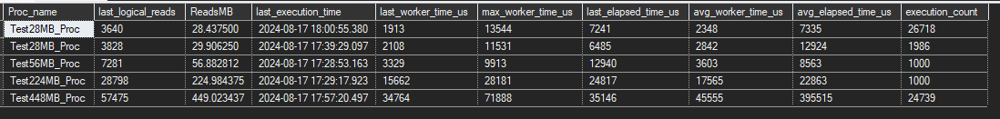 Proc_name last_logical_reads ReadsMB last_execution_time last_worker_time_us max_worker_time_us last_elapsed_time_us avg_worker_time_us avg_elapsed_time_us execution_count
Test28MB_Proc 3640 28.437500 2024-08-17 18:00:55.380 1913 13544 7241 2348 7335 26718
Test28MB_Proc 3828 29.906250 2024-08-17 17:39:29.097 2108 11531 6485 2842 12924 1986
Test56MB_Proc 7281 56.882812 2024-08-17 17:28:53.163 3329 9913 12940 3603 8563 1000
Test224MB_Proc 28798 224.984375 2024-08-17 17:29:17.923 15662 28181 24817 17565 22863 1000
Test448MB_Proc 57475 449.023437 2024-08-17 17:57:20.497 34764 71888 35146 45555 395515 24739